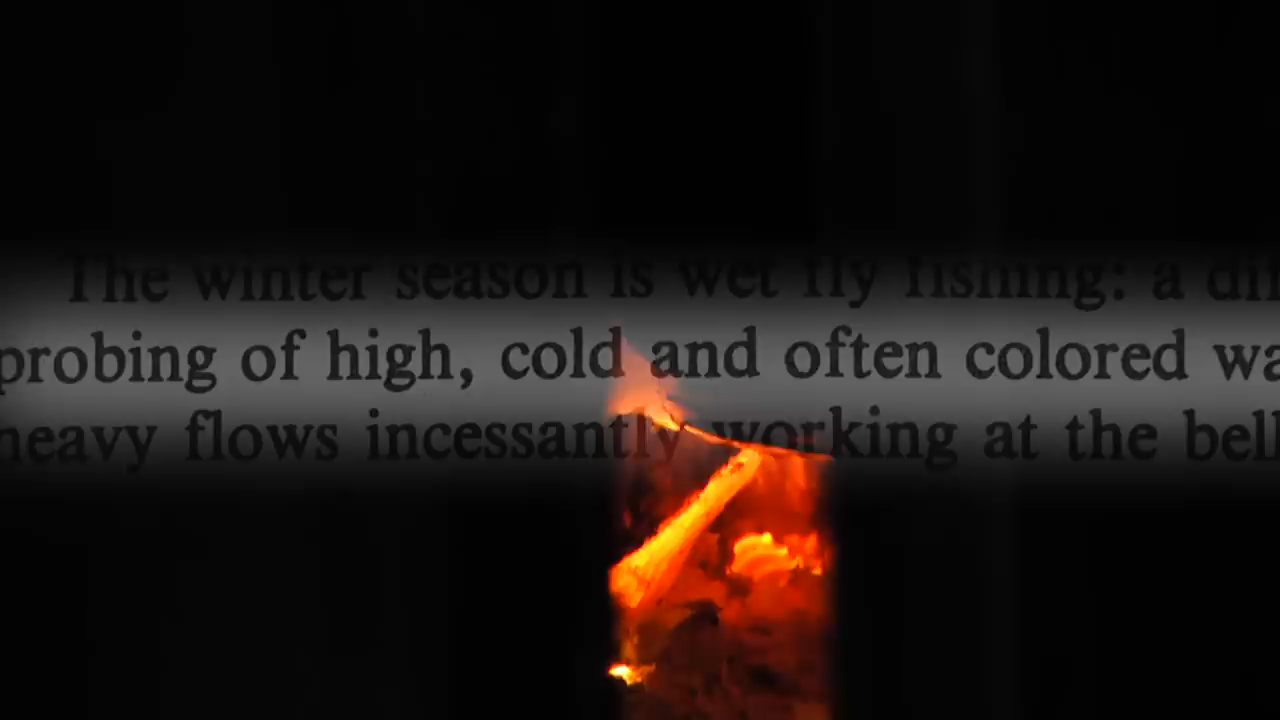 The winter season is wet fly fishing: a
probing of high, cold and often colored
heavy flows incessantly working at the